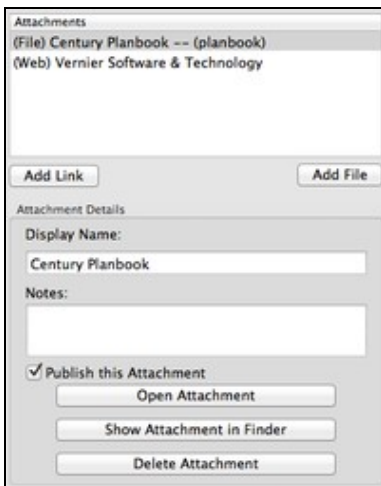 Attachments
(File) Century Planbook -- (planbook)
(Web) Vernier Software & Technology
Add Link Add File
Attachment Details
Display Name:
Century Planbook
Notes:
Publish this Attachment
Open Attachment
Show Attachment in Finder
Delete Attachment